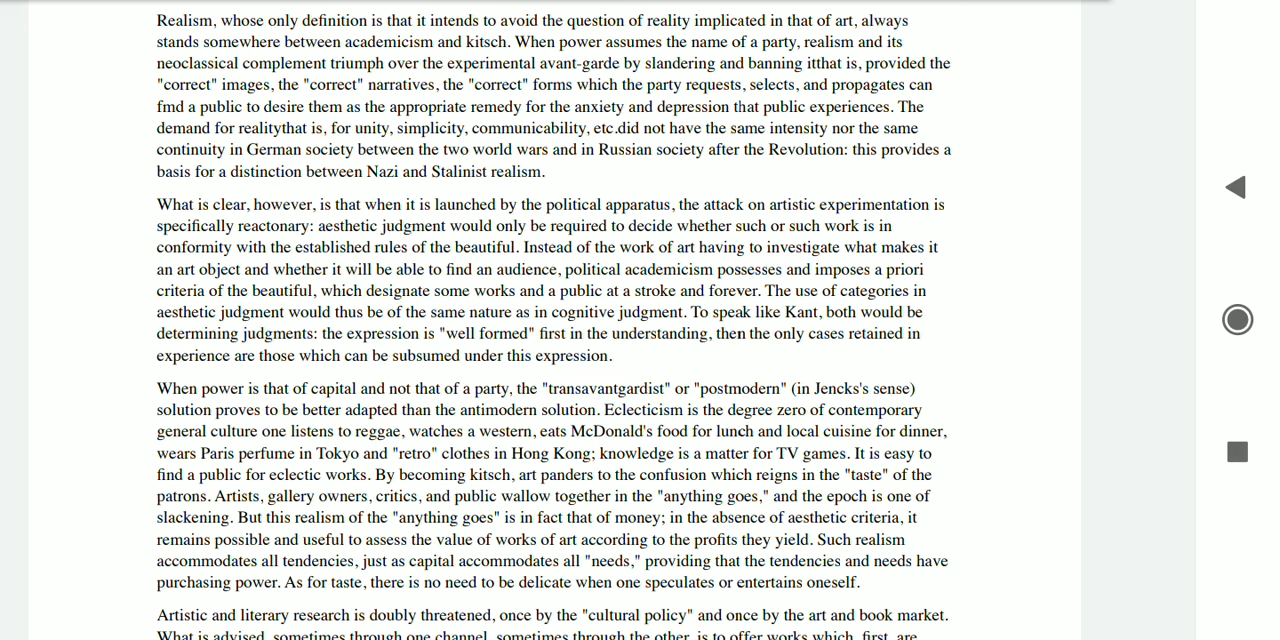 Realism, whose only definition is that it intends to avoid the question of reality implicated in that of art, always
stands somewhere between academicism and kitsch. When power assumes the name of a party, realism and its
neoclassical complement triumph over the experimental avant-garde by slandering and banning itthat is, provided the
"correct" images, the "correct" narratives, the "correct" forms which the party requests, selects, and propagates can
fmd a public to desire them as the appropriate remedy for the anxiety and depression that public experiences. The
demand for realitythat is, for unity, simplicity, communicability, etc.did not have the same intensity nor the same
continuity in German society between the two world wars and in Russian society after the Revolution: this provides a
basis for a distinction between Nazi and Stalinist realism.
What is clear, however, is that when it is launched by the political apparatus, the attack on artistic experimentation is
specifically reactonary: aesthetic judgment would only be required to decide whether such or such work is in
conformity with the established rules of the beautiful. Instead of the work of art having to investigate what makes it
an art object and whether it will be able to find an audience, political academicism possesses and imposes a priori
criteria of the beautiful, which designate some works and a public at a stroke and forever. The use of categories in
aesthetic judgment would thus be of the same nature as in cognitive judgment. To speak like Kant, both would be
determining judgments: the expression is "well formed" first in the understanding, then the only cases retained in
experience are those which can be subsumed under this expression.
When power is that of capital and not that of a party, the "transavantgardist" or "postmodern" (in Jencks's sense)
solution proves to be better adapted than the antimodern solution. Eclecticism is the degree zero of contemporary
general culture one listens to reggae, watches a western, eats McDonald's food for lunch and local cuisine for dinner,
wears Paris perfume in Tokyo and "retro" clothes in Hong Kong; knowledge is a matter for TV games. It is easy to
find a public for eclectic works. By becoming kitsch, art panders to the confusion which reigns in the "taste" of the
patrons. Artists, gallery owners, critics, and public wallow together in the "anything goes," and the epoch is one of
slackening. But this realism of the "anything goes" is in fact that of money; in the absence of aesthetic criteria, it
remains possible and useful to assess the value of works of art according to the profits they yield. Such realism
accommodates all tendencies, just as capital accommodates all "needs," providing that the tendencies and needs have
purchasing power. As for taste, there is no need to be delicate when one speculates or entertains oneself.
Artistic and literary research is doubly threatened, once by the "cultural policy" and once by the art and book market.
What is advised, sometimes through one channel, sometimes through the other, is to offer works which, first, are